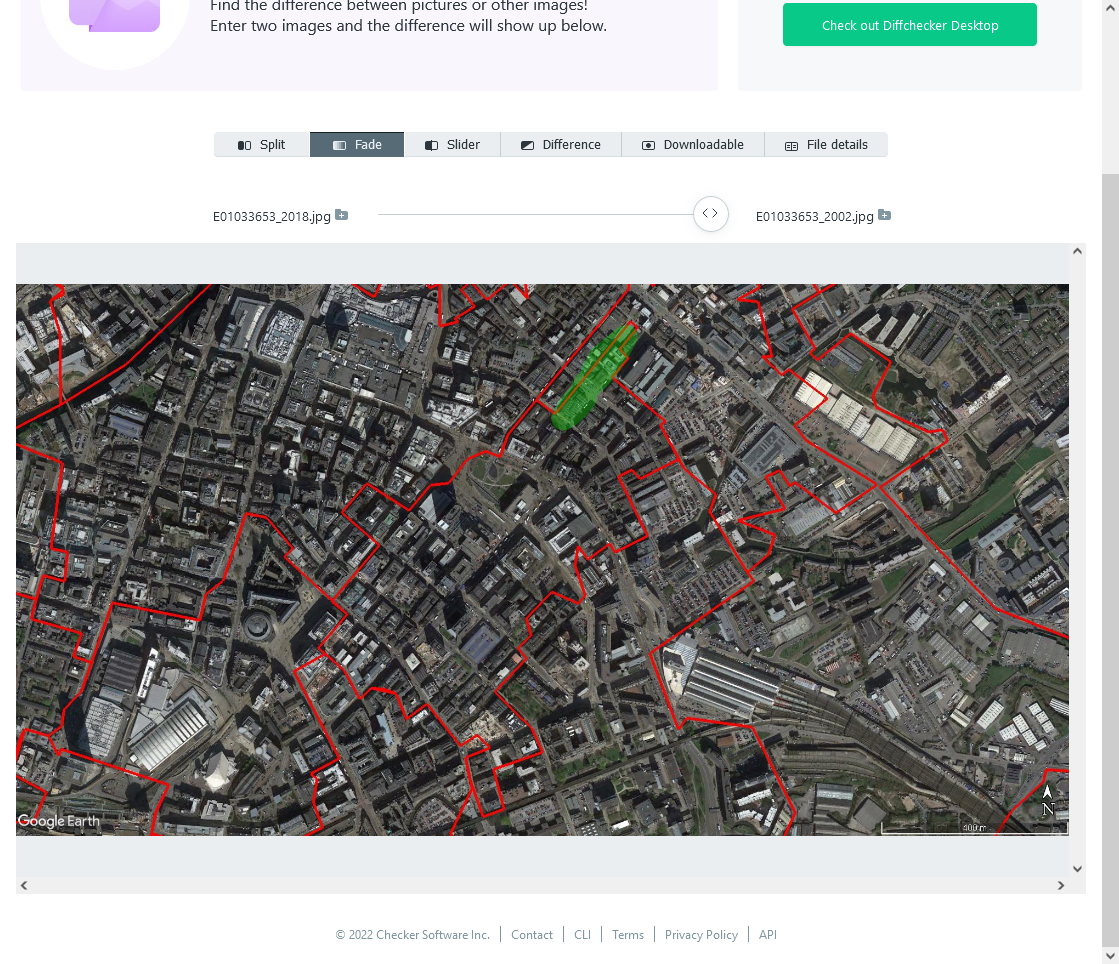 Find the difference between pictures or other images!
Enter two images and the difference will show up below.
Check out Diffchecker Desktop
Split
Fade
Slider
Difference
Downloadable
File details
E01033653_2018.jpg
E01033653_2002.jpg
Google Earth
N
400 m
© 2022 Checker Software Inc.
Contact
CLI
Terms
Privacy Policy
API